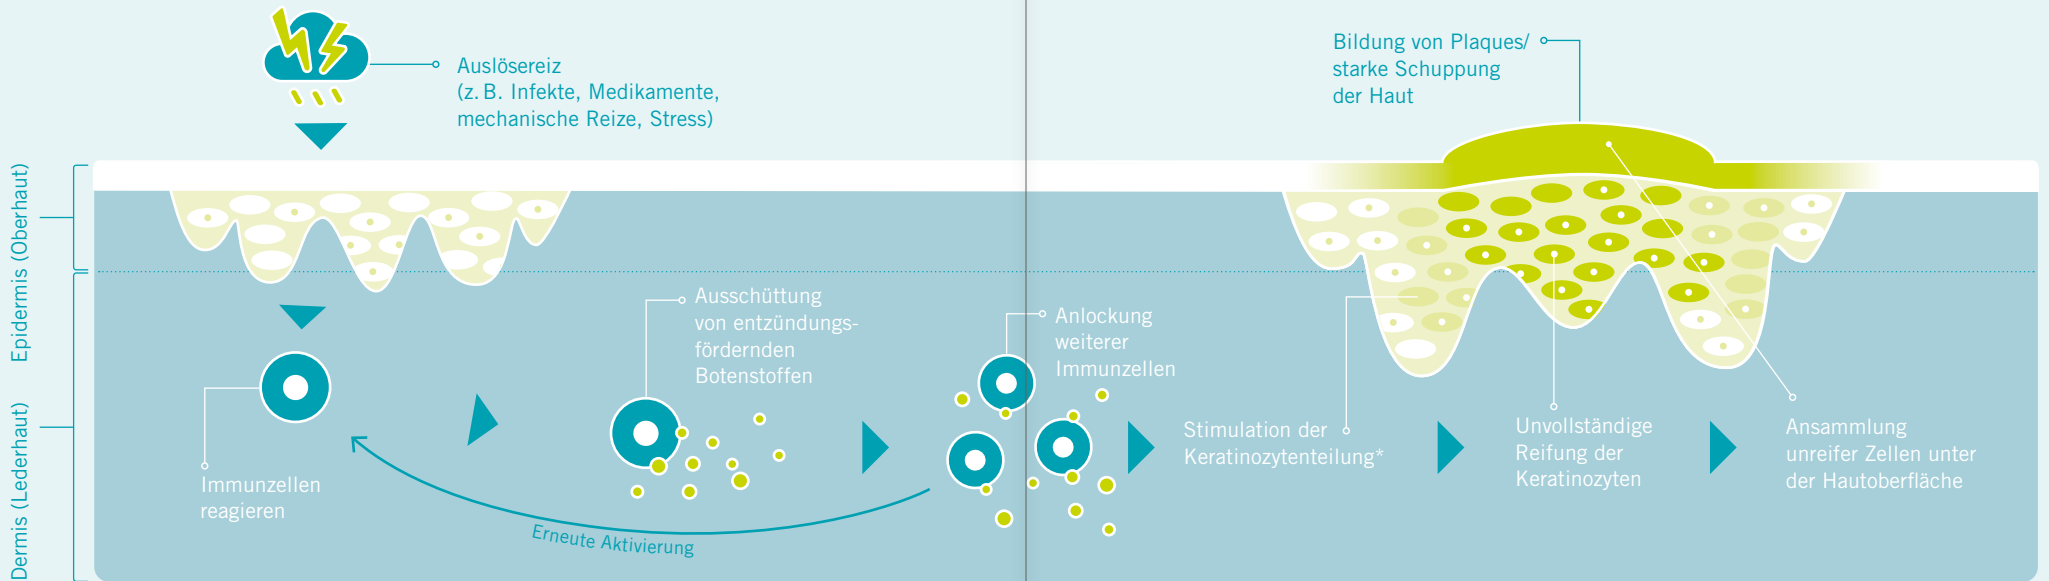 Auslösereiz
(z. B. Infekte, Medikamente,
mechanische Reize, Stress)
Bildung von Plaques/
starke Schuppung
der Haut
Epidermis (Oberhaut)
Dermis (Lederhaut)
Immunzellen
reagieren
Ausschüttung
von entzündungs-
fördernden
Botenstoffen
Anlockung
weiterer
Immunzellen
Erneute Aktivierung
Stimulation der
Keratinozytenteilung*
Unvollständige
Reifung der
Keratinozyten
Ansammlung
unreifer Zellen unter
der Hautoberfläche